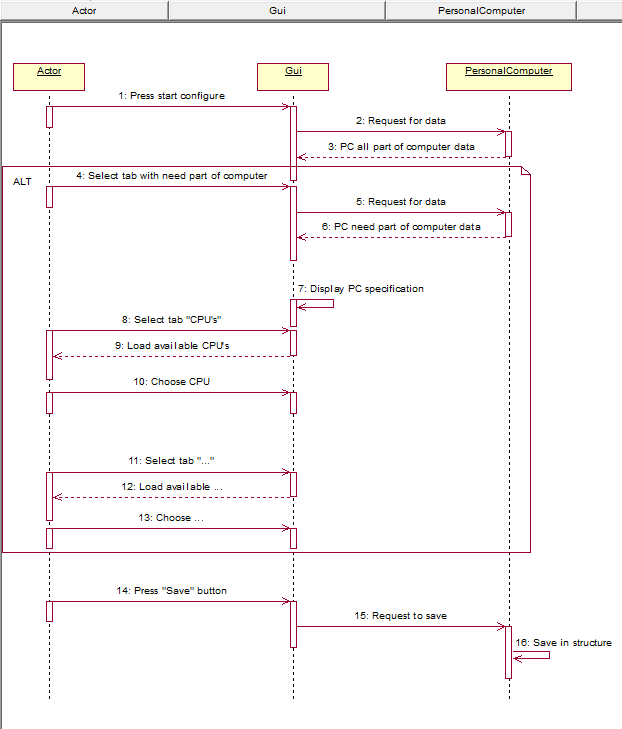 Actor
Gui
PersonalComputer
Actor
Gui
PersonalComputer
1: Press start configure
2: Request for data
3: PC all part of computer data
ALT
4: Select tab with need part of computer
5: Request for data
6: PC need part of computer data
7: Display PC specification
8: Select tab "CPU's"
9: Load available CPU's
10: Choose CPU
11: Select tab "..."
12: Load available ...
13: Choose ...
14: Press "Save" button
15: Request to save
16: Save in structure